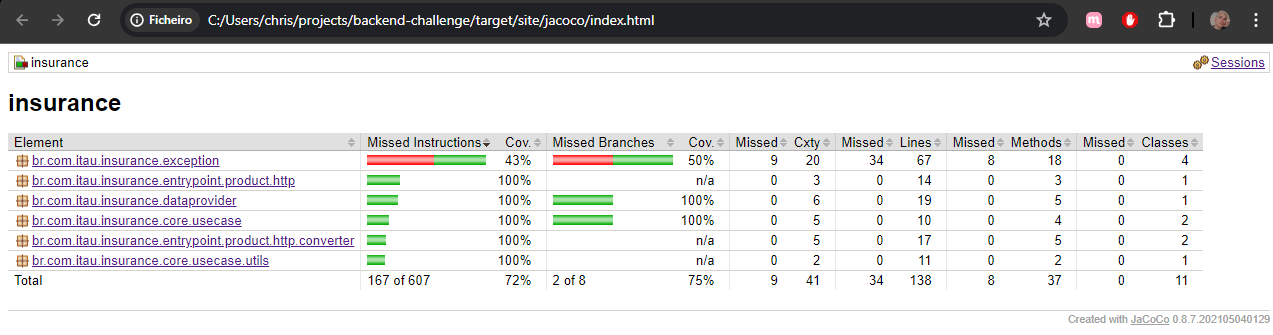 Ficheiro C:/Users/chris/projects/backend-challenge/target/site/jacoco/index.html
insurance Sessions
insurance
Element Missed Instructions Cov. Missed Branches Cov. Missed Cxty Missed Lines Missed Methods Missed Classes
br.com.itau.insurance.exception 43% 50% 9 20 34 67 8 18 0 4
br.com.itau.insurance.entrypoint.product.http 100% n/a 0 3 0 14 0 3 0 1
br.com.itau.insurance.dataprovider 100% 100% 0 6 0 19 0 5 0 1
br.com.itau.insurance.core.usecase 100% 100% 0 5 0 10 0 4 0 2
br.com.itau.insurance.entrypoint.product.http.converter 100% n/a 0 5 0 17 0 5 0 2
br.com.itau.insurance.core.usecase.utils 100% n/a 0 2 0 11 0 2 0 1
Total 167 of 607 72% 2 of 8 75% 9 41 34 138 8 37 0 11
Created with JaCoCo 0.8.7.202105040129